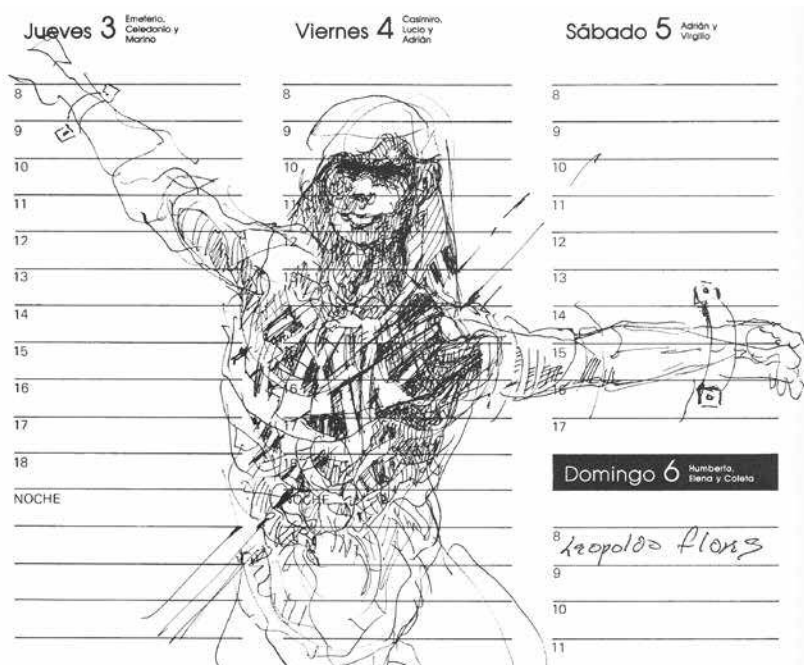 Jueves 3
Emeterio,
Celedonio y
Marino
8
9
10
11
12
13
14
15
16
17
18
NOCHE
Viernes 4
Casimiro,
Lucio y
Adrián
8
9
10
11
12
13
16
17
18
NOCHE
Sábado 5
Adrián y
Virgilio
8
9
10
11
12
13
14
15
16
17
Domingo 6
Humberto,
Elena y Coleta
8 Leopoldo Flores
9
10
11